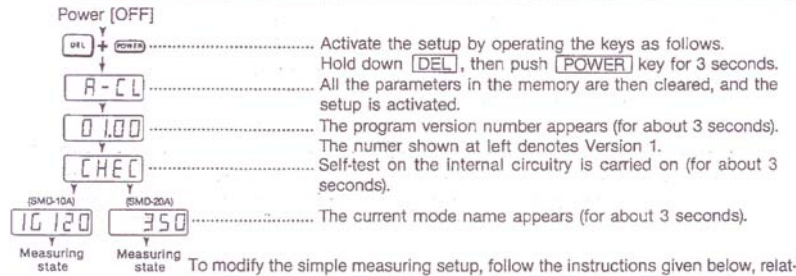 Power [OFF]
DEL + POWER ........ Activate the setup by operating the keys as follows.
Hold down DEL, then push POWER key for 3 seconds.
A-CL ........ All the parameters in the memory are then cleared, and the
setup is activated.
01.00 ........ The program version number appears (for about 3 seconds).
The numer shown at left denotes Version 1.
CHEC ........ Self-test on the internal circuitry is carried on (for about 3
seconds).
(SMD-10A) (SMD-20A)
IG 120 350 ........ The current mode name appears (for about 3 seconds).
Measuring state Measuring state
To modify the simple measuring setup, follow the instructions given below, relat-